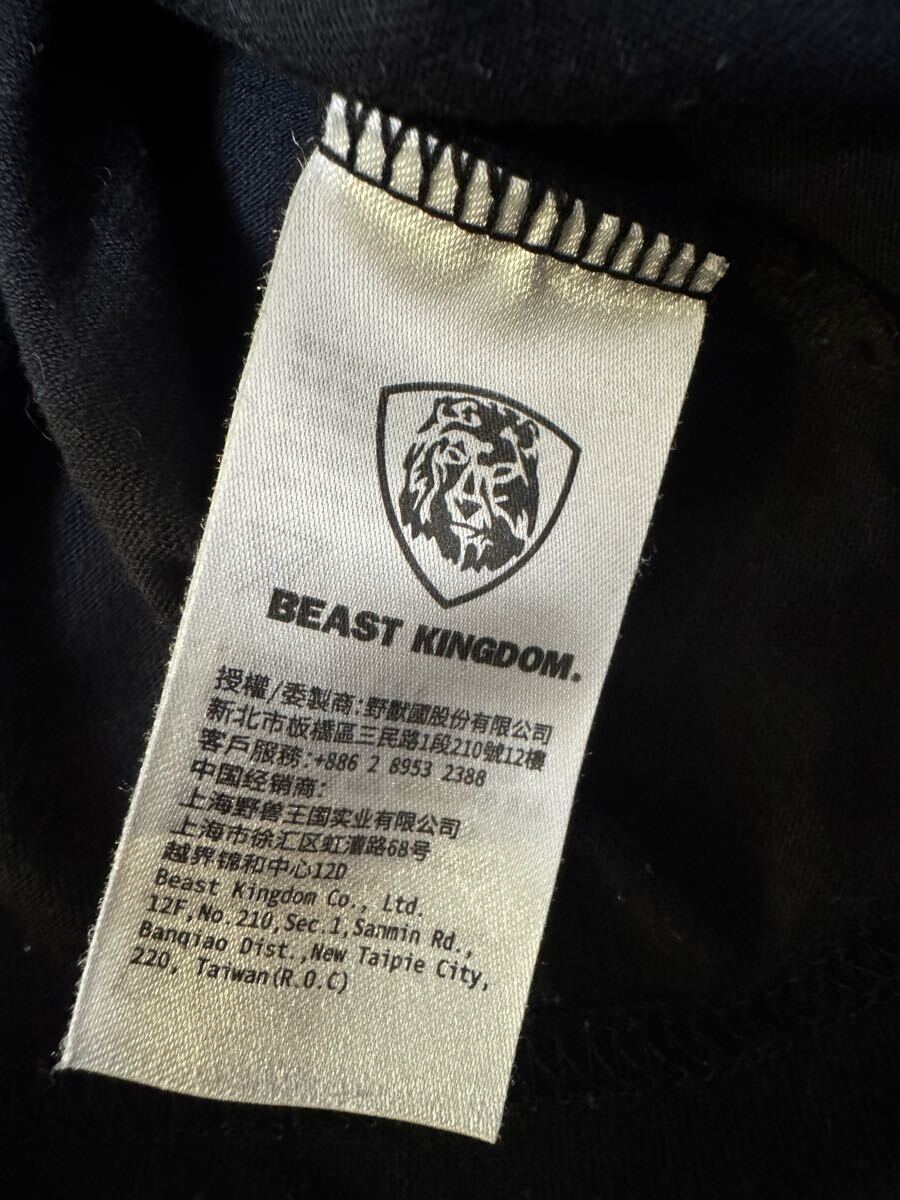 BEAST KINGDOM.
授權/委製商:野獸國股份有限公司
新北市板橋區三民路1段210號12樓
客戶服務:+886 2 8953 2388
中国经销商:
上海野兽王国实业有限公司
上海市徐汇区虹漕路68号
越界锦和中心12D
Beast Kingdom Co., Ltd.
12F,No.210,Sec.1,Sanmin Rd.,
Banqiao Dist.,New Taipie City,
220, Taiwan(R.O.C)